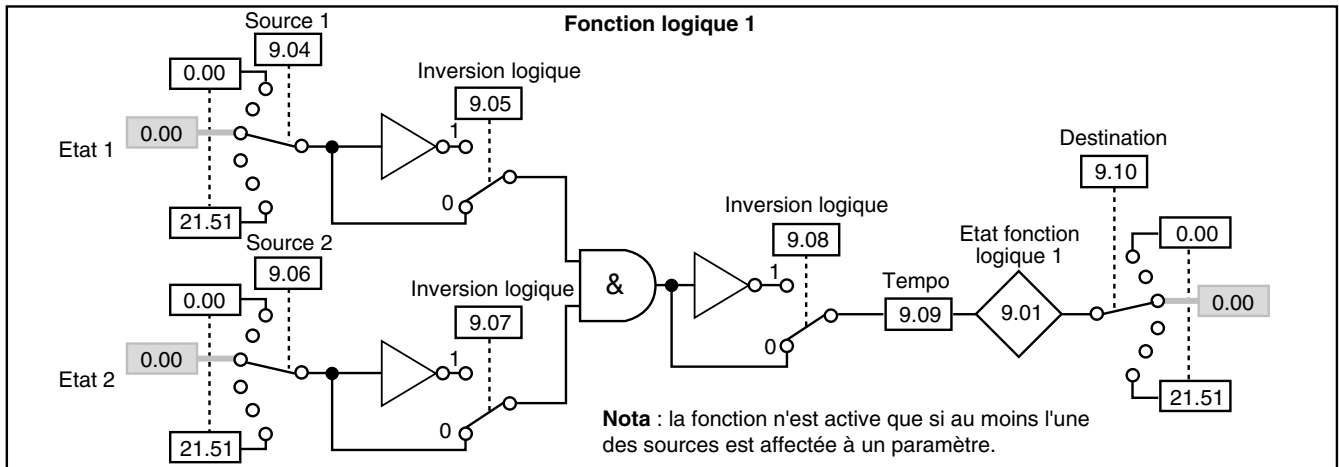 Fonction logique 1
Source 1
9.04
0.00
Inversion logique
9.05
0.00
Etat 1
1
0
21.51
Source 2
9.06
0.00
Inversion logique
9.07
0.00
Etat 2
1
0
21.51
&
Inversion logique
9.08
1
0
Tempo
9.09
Etat fonction
logique 1
9.01
Destination
9.10
0.00
0.00
21.51
Nota : la fonction n'est active que si au moins l'une
des sources est affectée à un paramètre.